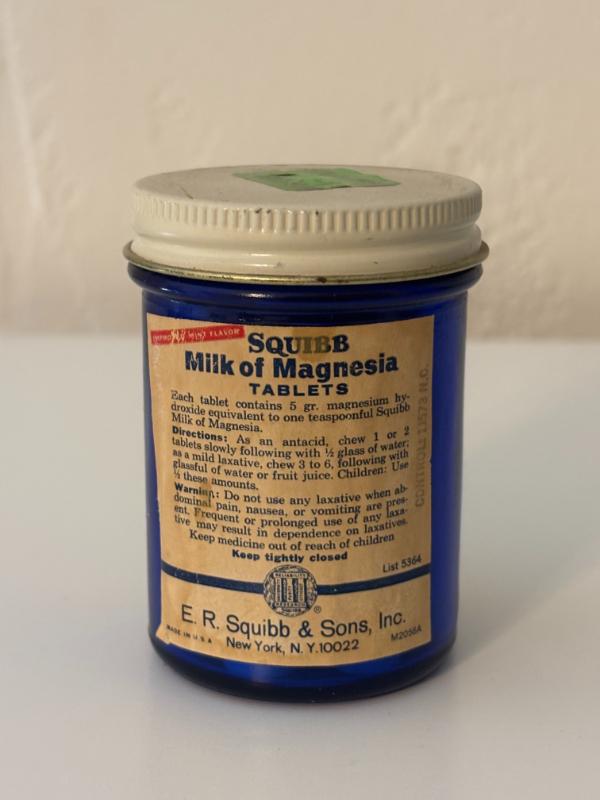 MINT FLAVOR
SQUIBB
Milk of Magnesia
TABLETS
Each tablet contains 5 gr. magnesium hy-
droxide equivalent to one teaspoonful Squibb
Milk of Magnesia.
Directions: As an antacid, chew 1 or 2
tablets slowly following with ½ glass of water;
as a mild laxative, chew 3 to 6, following with
glassful of water or fruit juice. Children: Use
½ these amounts.
Warning: Do not use any laxative when ab-
dominal pain, nausea, or vomiting are pres-
ent. Frequent or prolonged use of any laxa-
tive may result in dependence on laxatives.
Keep medicine out of reach of children
Keep tightly closed
List 5364
RELIABILITY
®
E. R. Squibb & Sons, Inc.
MADE IN U S A
New York, N. Y. 10022
M2056A
CONTROL: N.C.